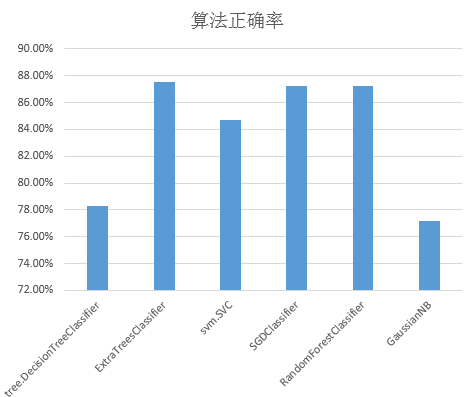 算法正确率
90.00%
88.00%
86.00%
84.00%
82.00%
80.00%
78.00%
76.00%
74.00%
72.00%
tree.DecisionTreeClassifier
ExtraTreesClassifier
svm.SVC
SGDClassifier
RandomForestClassifier
GaussianNB